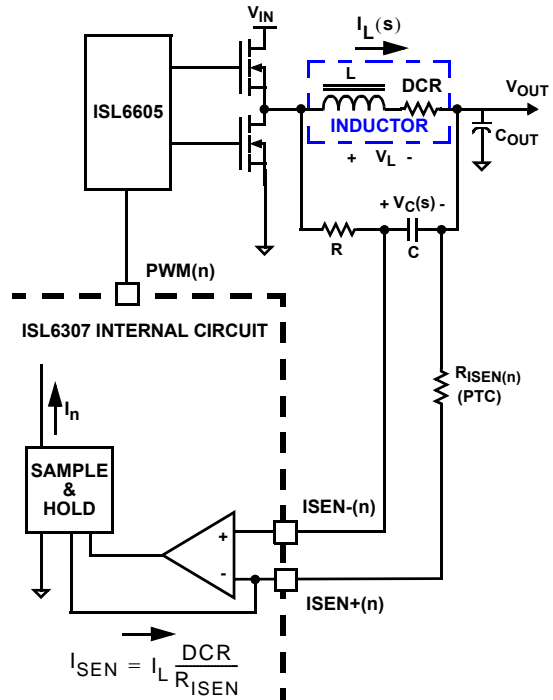 V_IN
I_L(s)
ISL6605
L
DCR
V_OUT
INDUCTOR
C_OUT
+ V_L -
+ V_C(s) -
R
C
PWM(n)
ISL6307 INTERNAL CIRCUIT
R_ISEN(n)
(PTC)
I_n
SAMPLE
&
HOLD
ISEN-(n)
+
-
ISEN+(n)
I_SEN = I_L DCR/R_ISEN